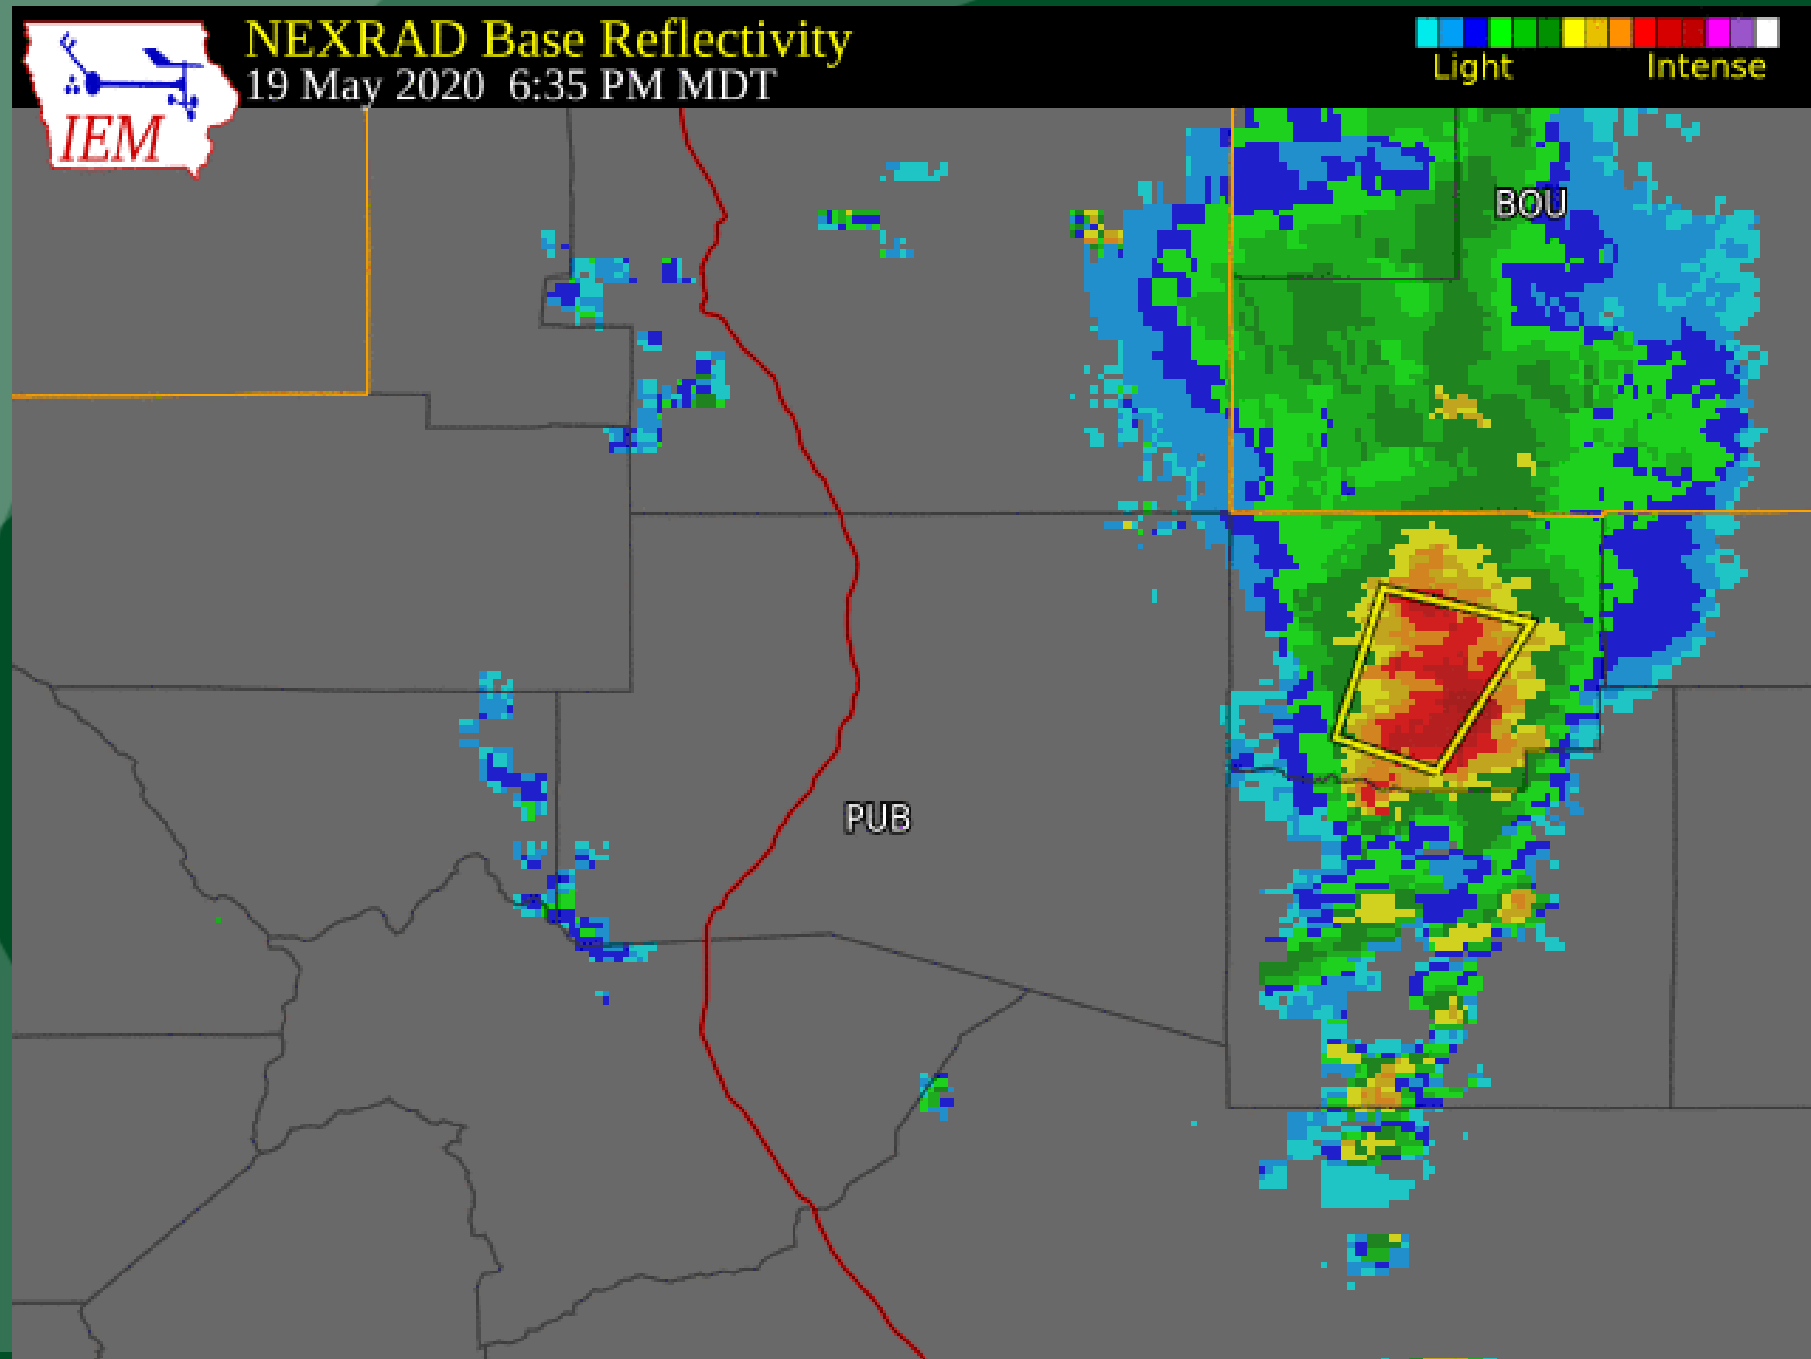 NEXRAD Base Reflectivity
19 May 2020 6:35 PM MDT
Light Intense
IEM
BOU
PUB